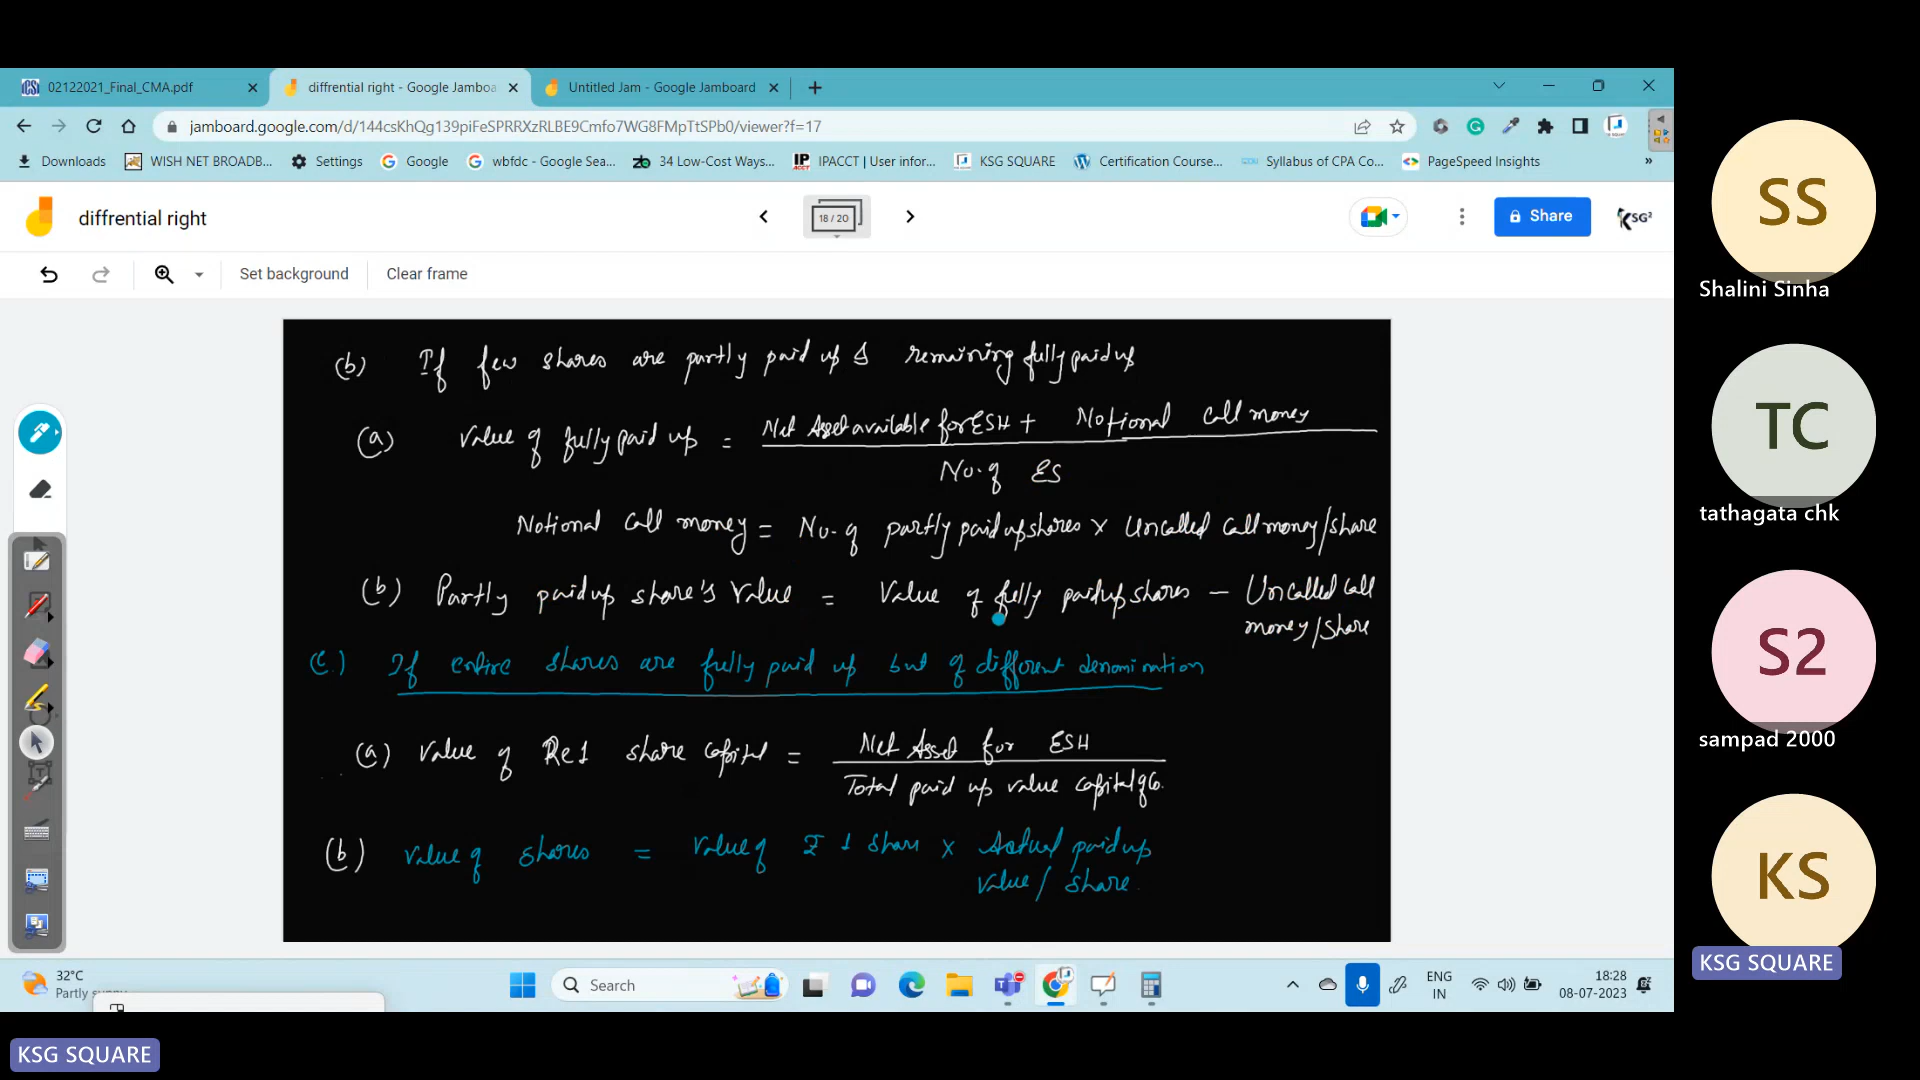 02122021_Final_CMA.pdf
diffrential right - Google Jamboa
Untitled Jam - Google Jamboard
jamboard.google.com/d/144csKhQg139piFeSPRRXzRLBE9Cmfo7WG8FMpTtSPb0/viewer?f=17
Downloads
WISH NET BROADB...
Settings
Google
wbfdc - Google Sea...
34 Low-Cost Ways...
IPACCT | User infor...
KSG SQUARE
Certification Course...
Syllabus of CPA Co...
PageSpeed Insights
»
diffrential right
18 / 20
Share
KSG²
Set background
Clear frame
(b) If few shares are partly paid up & remaining fully paid up
(a) Value of fully paid up = Net Asset available for ESH + Notional call money
No. of ES
Notional call money = No. of partly paid up shares × Uncalled call money/share
(b) Partly paid up share's value = Value of fully paid up shares – Uncalled call
money/share
(c) If entire shares are fully paid up but of different denomination
(a) Value of Re 1 share capital = Net Asset for ESH
Total paid up value capital of Co.
(b) Value of shares = Value of ₹ 1 share × Actual paid up
value/share.
32°C
Partly sunny
Search
ENG
IN
18:28
08-07-2023
SS
Shalini Sinha
TC
tathagata chk
S2
sampad 2000
KS
KSG SQUARE
KSG SQUARE